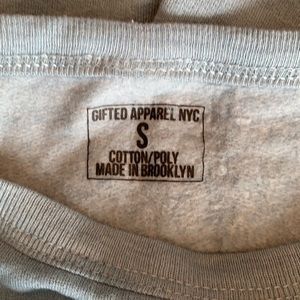 GIFTED APPAREL NYC
S
COTTON/POLY
MADE IN BROOKLYN